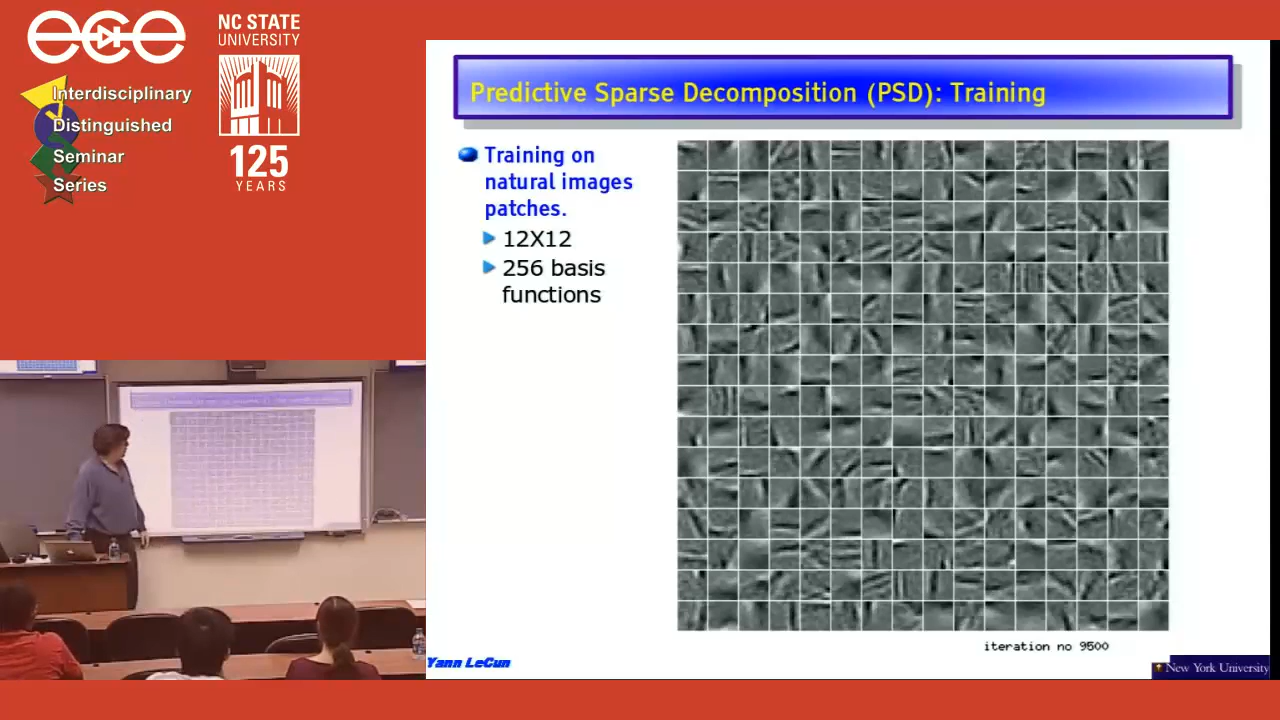 ece
NC STATE
UNIVERSITY
Interdisciplinary
Distinguished
Seminar
Series
125
YEARS
Predictive Sparse Decomposition (PSD): Training
Training on
natural images
patches.
12X12
256 basis
functions
iteration no 9500
Yann LeCun
New York University